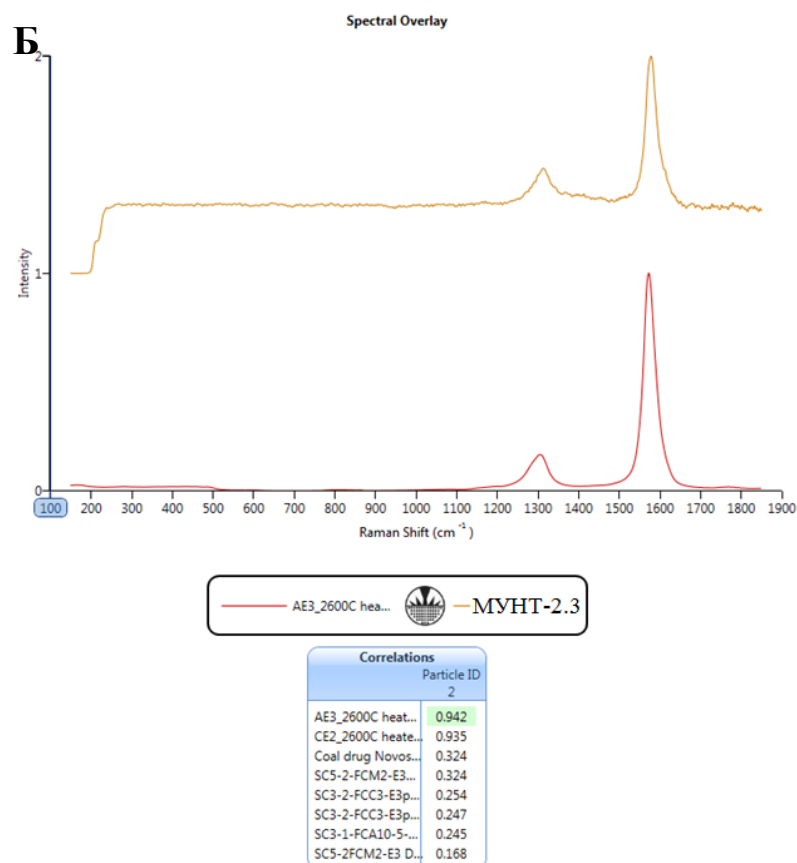 Spectral Overlay
Б
2
1
0
Intensity
100 200 300 400 500 600 700 800 900 1000 1100 1200 1300 1400 1500 1600 1700 1800 1900
Raman Shift (cm ⁻¹)
AE3_2600C hea... МУНТ-2.3
Correlations
Particle ID
2
AE3_2600C heat... 0.942
CE2_2600C heate... 0.935
Coal drug Novos... 0.324
SC5-2-FCM2-E3... 0.324
SC3-2-FCC3-E3p... 0.254
SC3-2-FCC3-E3p... 0.247
SC3-1-FCA10-5-... 0.245
SC5-2FCM2-E3 D... 0.168